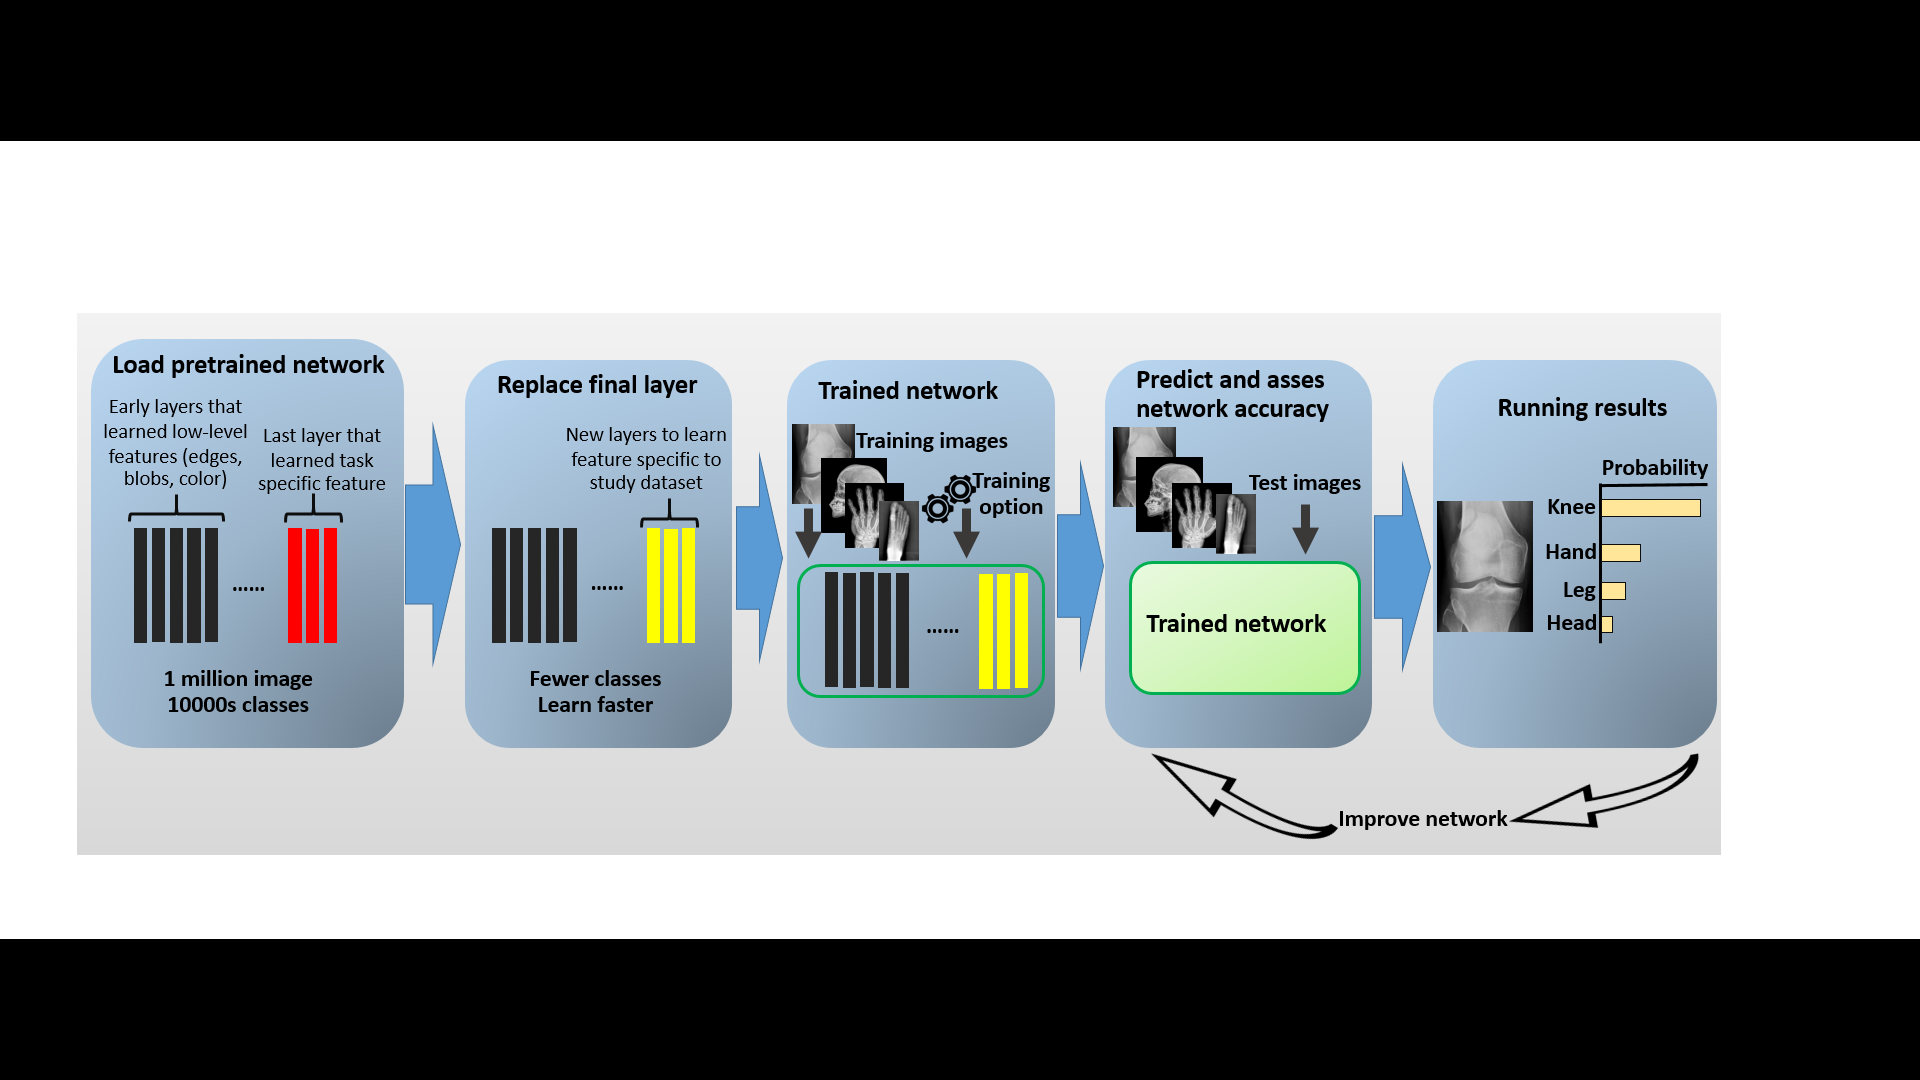 Load pretrained network
Early layers that
learned low-level
features (edges,
blobs, color)
Last layer that
learned task
specific feature
......
1 million image
10000s classes
Replace final layer
New layers to learn
feature specific to
study dataset
......
Fewer classes
Learn faster
Trained network
Training images
Training
option
......
Predict and asses
network accuracy
Test images
Trained network
Running results
Probability
Knee
Hand
Leg
Head
Improve network